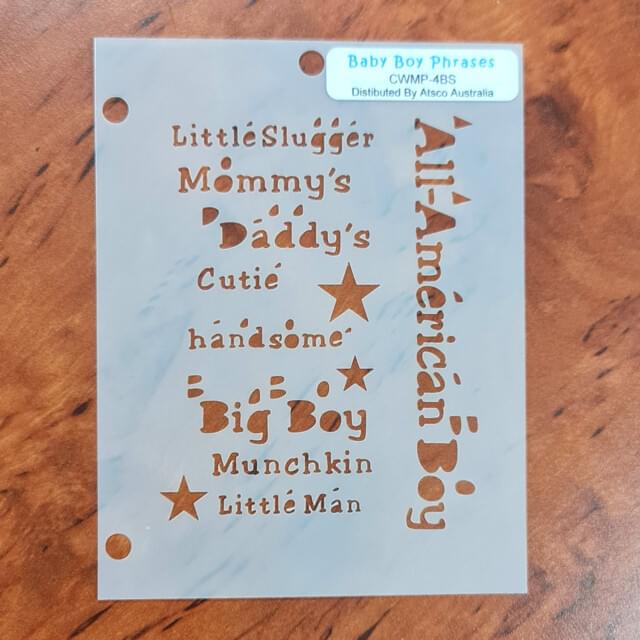 Baby Boy Phrases
CWMP-4BS
Distibuted By Atsco Australia
Little Slugger
Mommy's
Daddy's
Cutie
handsome
Big Boy
Munchkin
Little Man
All-American Boy